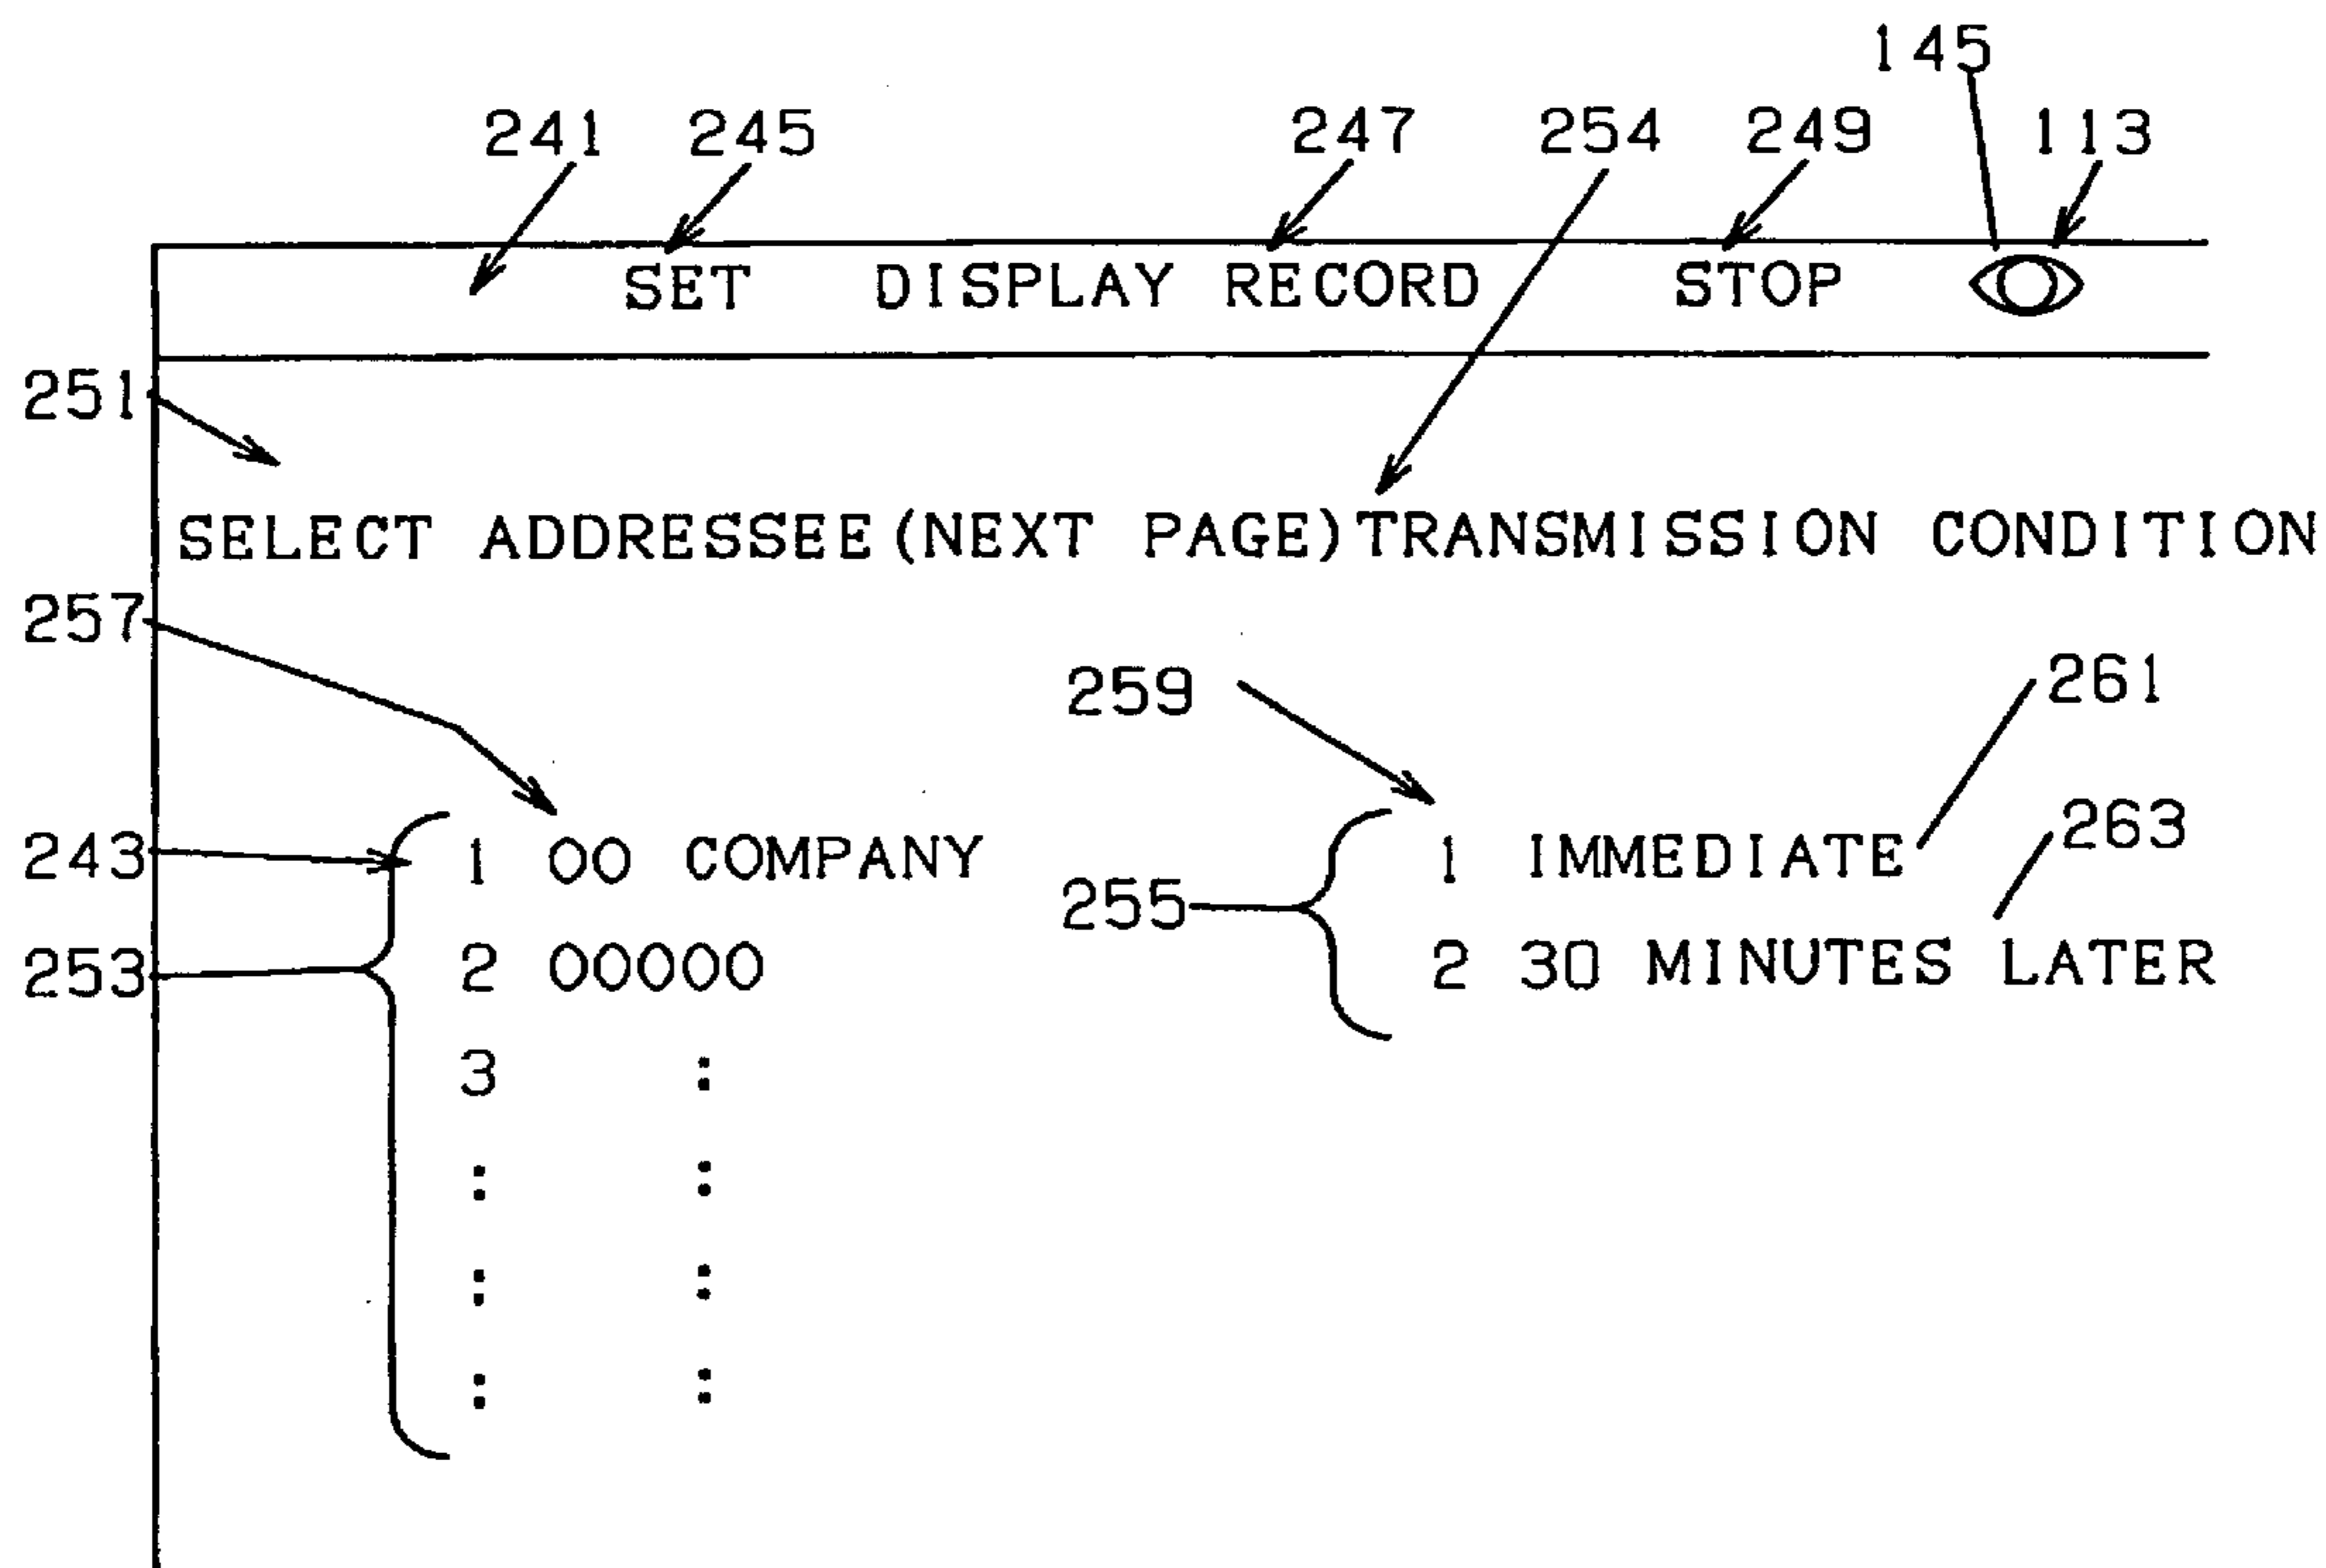 145
241 245 247 254 249 113
SET DISPLAY RECORD STOP
251
SELECT ADDRESSEE (NEXT PAGE) TRANSMISSION CONDITION
257
259 261
263
243 1 OO COMPANY 1 IMMEDIATE
255
253 2 OOOOO 2 30 MINUTES LATER
3 :
: :
: :
: :